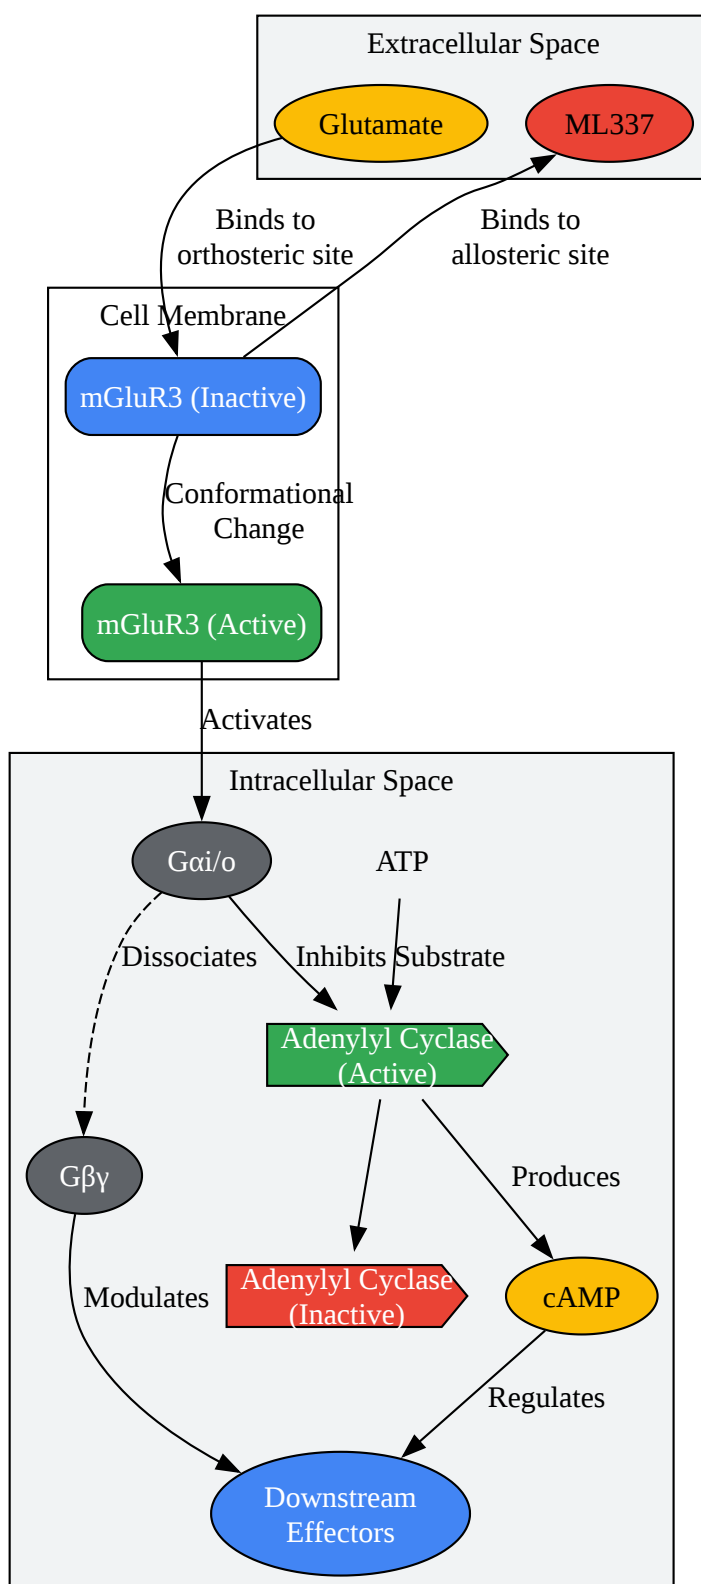 Extracellular Space
Glutamate
ML337
Binds to
orthosteric site
Binds to
allosteric site
Cell Membrane
mGluR3 (Inactive)
Conformational
Change
mGluR3 (Active)
Activates
Intracellular Space
Gαi/o
ATP
Dissociates
Inhibits
Substrate
Adenylyl Cyclase
(Active)
Gβγ
Produces
Modulates
Adenylyl Cyclase
(Inactive)
cAMP
Regulates
Downstream
Effectors